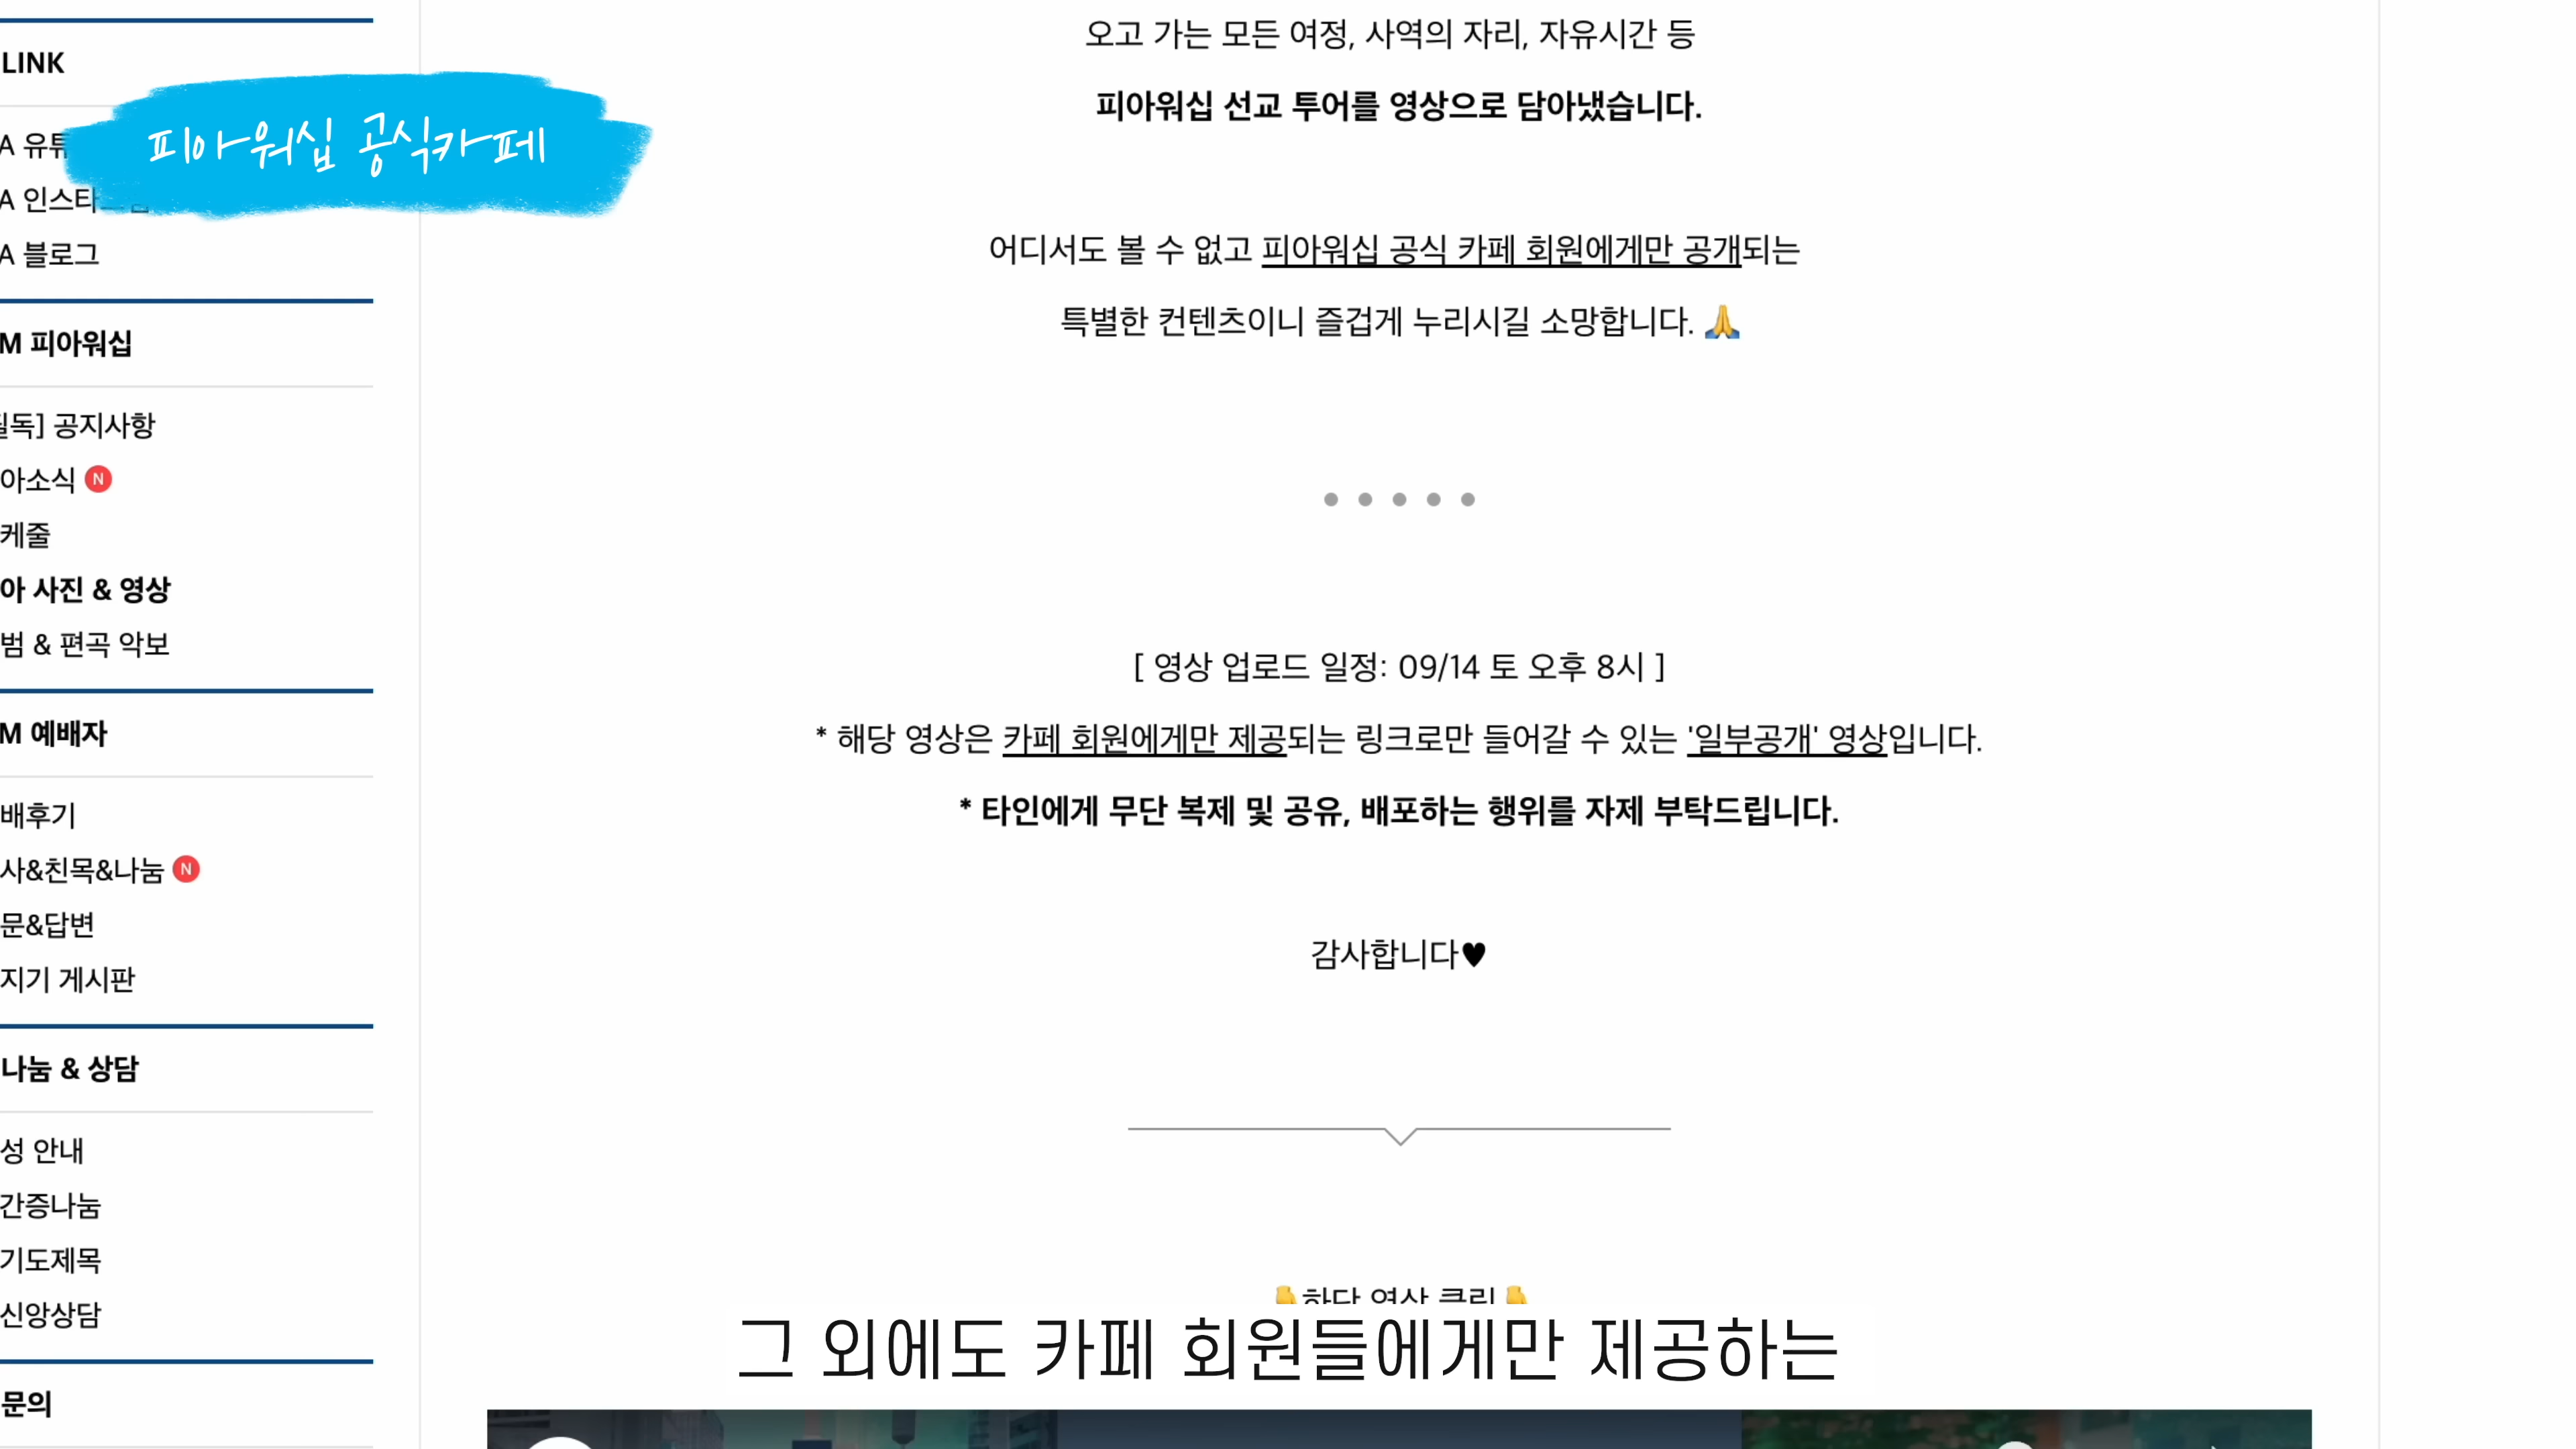 LINK
피아워십 공식카페
A 인스타
A 블로그
M 피아워십
공지사항
아소식 N
케줄
아 사진 & 영상
범 & 편곡 악보
M 예배자
배후기
사&친목&나눔 N
문&답변
지기 게시판
나눔 & 상담
성 안내
간증나눔
기도제목
신앙상담
문의
오고 가는 모든 여정, 사역의 자리, 자유시간 등
피아워십 선교 투어를 영상으로 담아냈습니다.
어디서도 볼 수 없고 피아워십 공식 카페 회원에게만 공개되는
특별한 컨텐츠이니 즐겁게 누리시길 소망합니다. 🙏
[ 영상 업로드 일정: 09/14 토 오후 8시 ]
* 해당 영상은 카페 회원에게만 제공되는 링크로만 들어갈 수 있는 '일부공개' 영상입니다.
* 타인에게 무단 복제 및 공유, 배포하는 행위를 자제 부탁드립니다.
감사합니다♥
👇하단 영상 클릭👇
그 외에도 카페 회원들에게만 제공하는